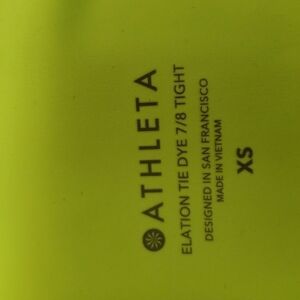 ATHLETA
ELATION TIE DYE 7/8 TIGHT
DESIGNED IN SAN FRANCISCO
MADE IN VIETNAM
XS